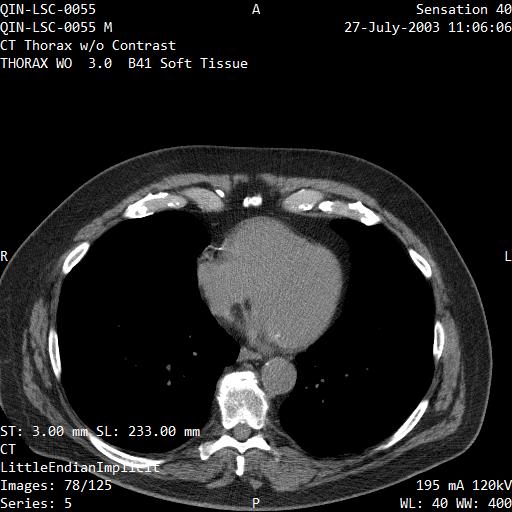 QIN-LSC-0055 A Sensation 40
QIN-LSC-0055 M 27-July-2003 11:06:06
CT Thorax w/o Contrast
THORAX WO 3.0 B41 Soft Tissue
R L
ST: 3.00 mm SL: 233.00 mm
CT
LittleEndianImplicit
Images: 78/125 195 mA 120kV
Series: 5 P WL: 40 WW: 400